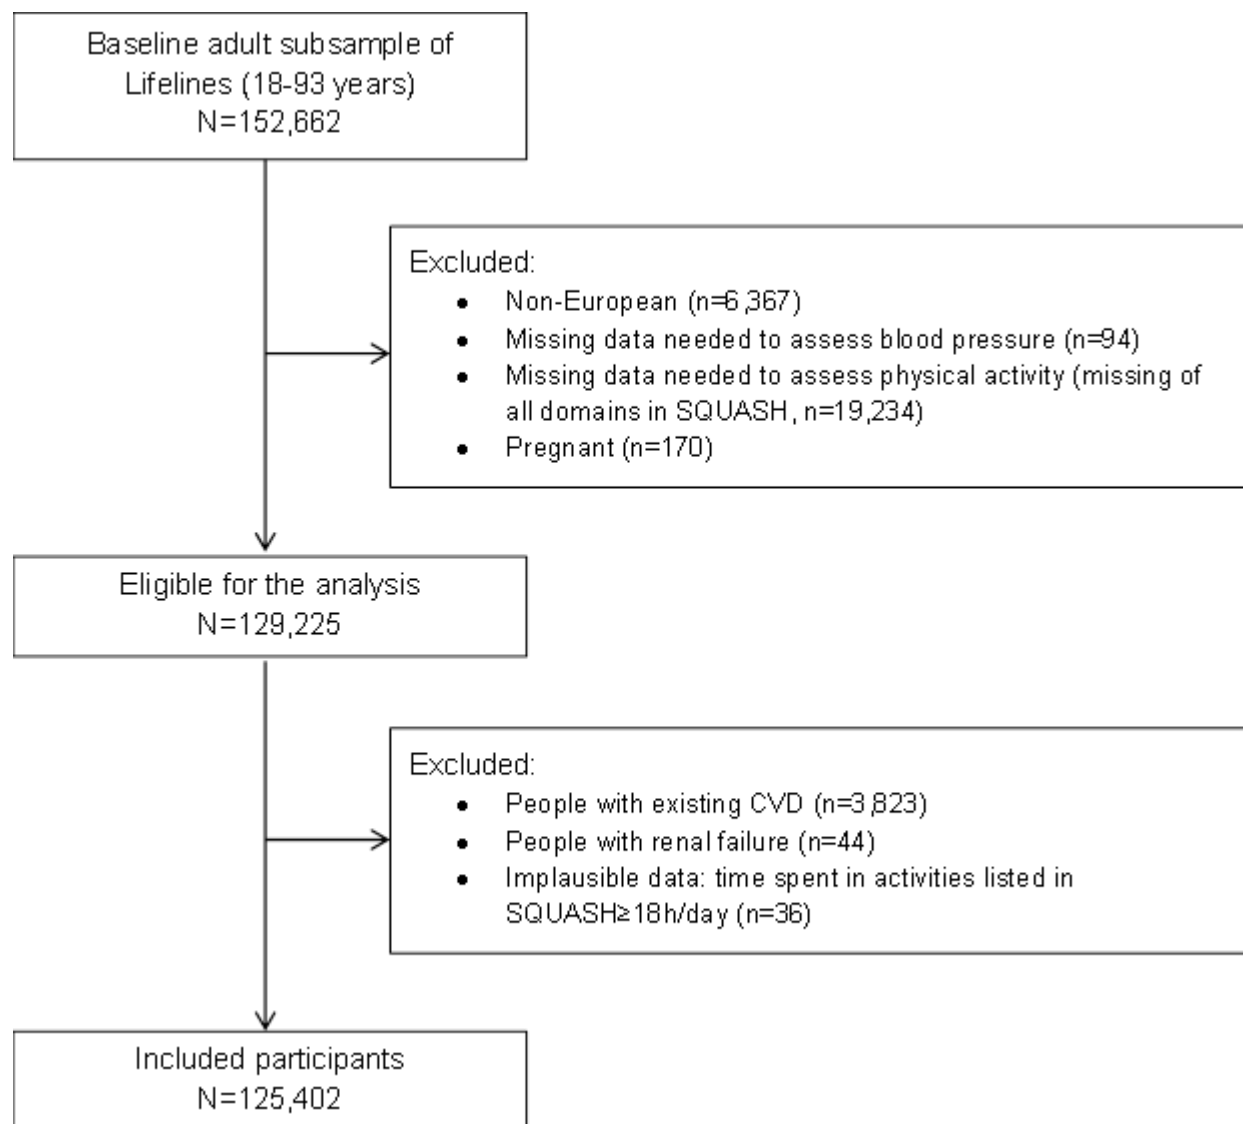 Baseline adult subsample of
Lifelines (18-93 years)
N=152,662
Excluded:
● Non-European (n=6,367)
● Missing data needed to assess blood pressure (n=94)
● Missing data needed to assess physical activity (missing of
all domains in SQUASH, n=19,234)
● Pregnant (n=170)
Eligible for the analysis
N=129,225
Excluded:
● People with existing CVD (n=3,823)
● People with renal failure (n=44)
● Implausible data: time spent in activities listed in
SQUASH≥18h/day (n=36)
Included participants
N=125,402